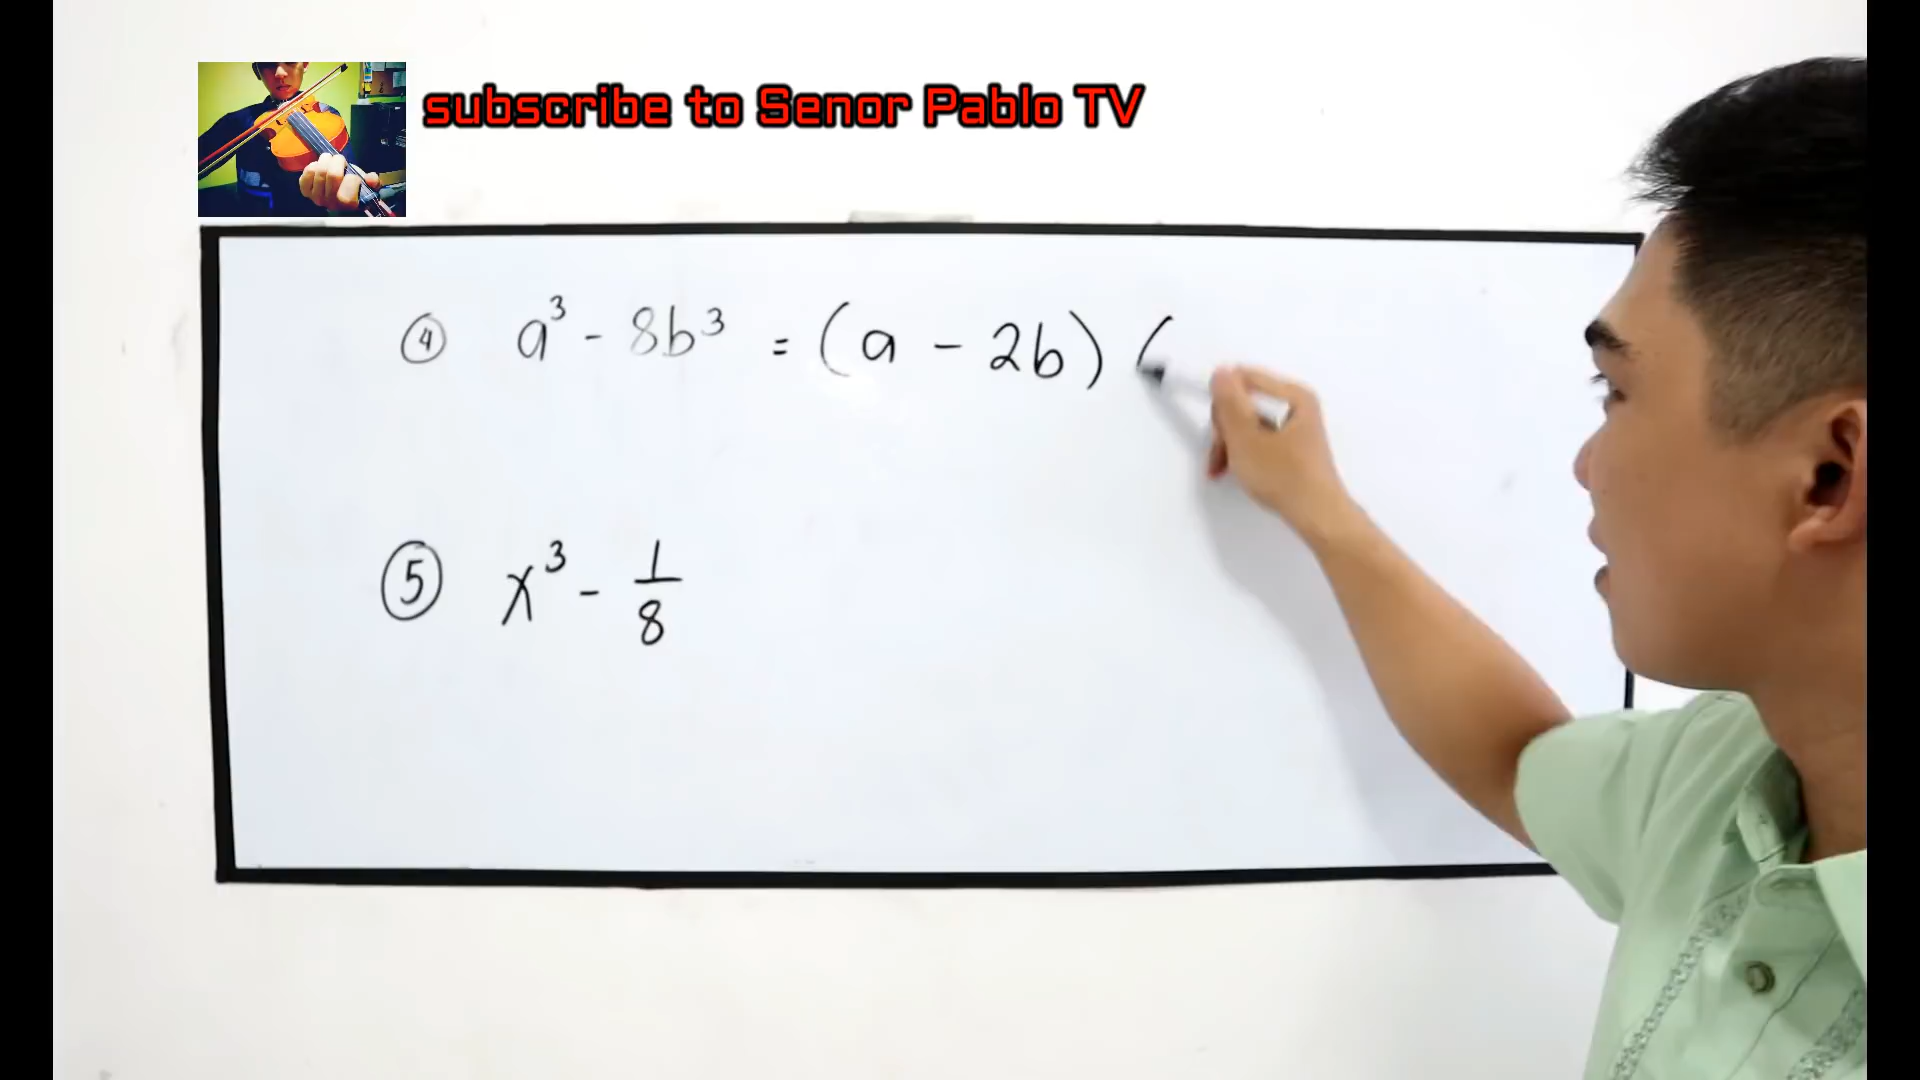 subscribe to Senor Pablo TV
④ a³ - 8b³ = (a - 2b) (
⑤ x³ - 1/8